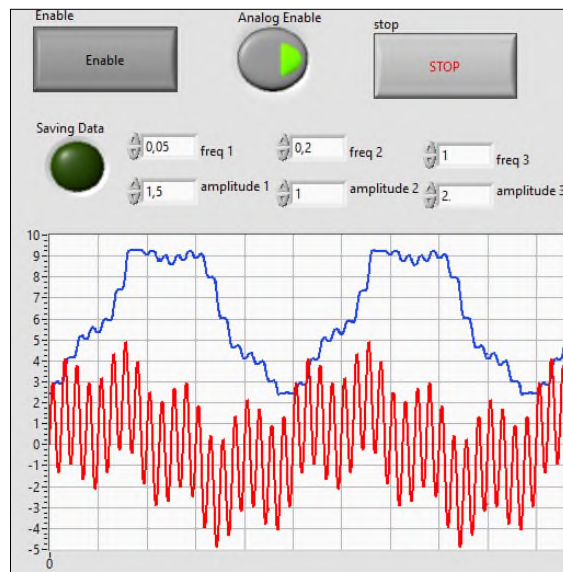 Enable
Analog Enable
stop
Enable
STOP
Saving Data
0,05 freq 1
0,2 freq 2
1 freq 3
1,5 amplitude 1
1 amplitude 2
2. amplitude 3
10
9
8
7
6
5
4
3
2
1
0
-1
-2
-3
-4
-5
0